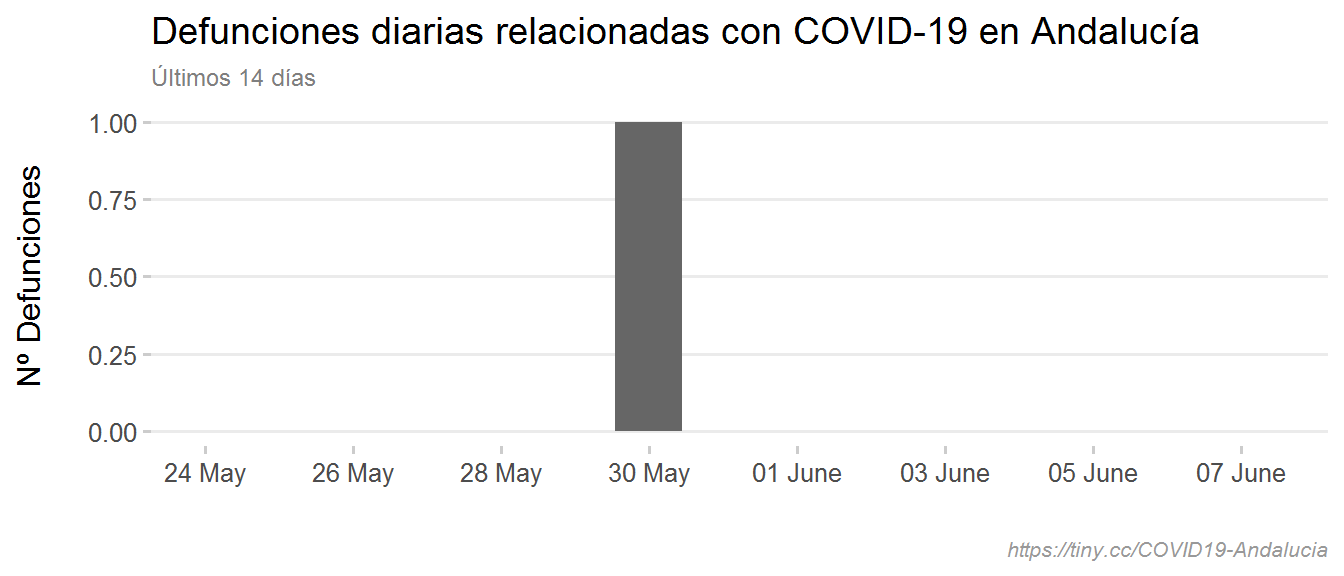 Defunciones diarias relacionadas con COVID-19 en Andalucía
Últimos 14 días
Nº Defunciones
1.00
0.75
0.50
0.25
0.00
24 May 26 May 28 May 30 May 01 June 03 June 05 June 07 June
https://tiny.cc/COVID19-Andalucia